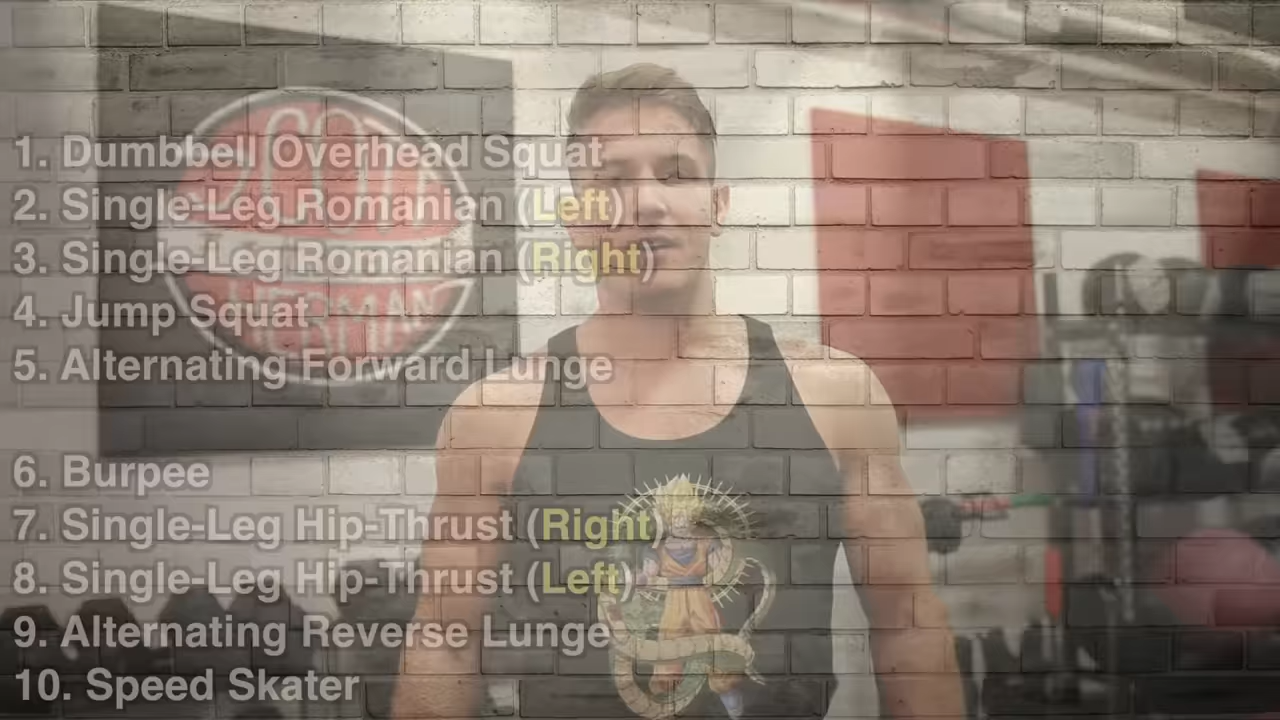 SCOTT
HERMAN
1. Dumbbell Overhead Squat
2. Single-Leg Romanian (Left)
3. Single-Leg Romanian (Right)
4. Jump Squat
5. Alternating Forward Lunge
6. Burpee
7. Single-Leg Hip-Thrust (Right)
8. Single-Leg Hip-Thrust (Left)
9. Alternating Reverse Lunge
10. Speed Skater